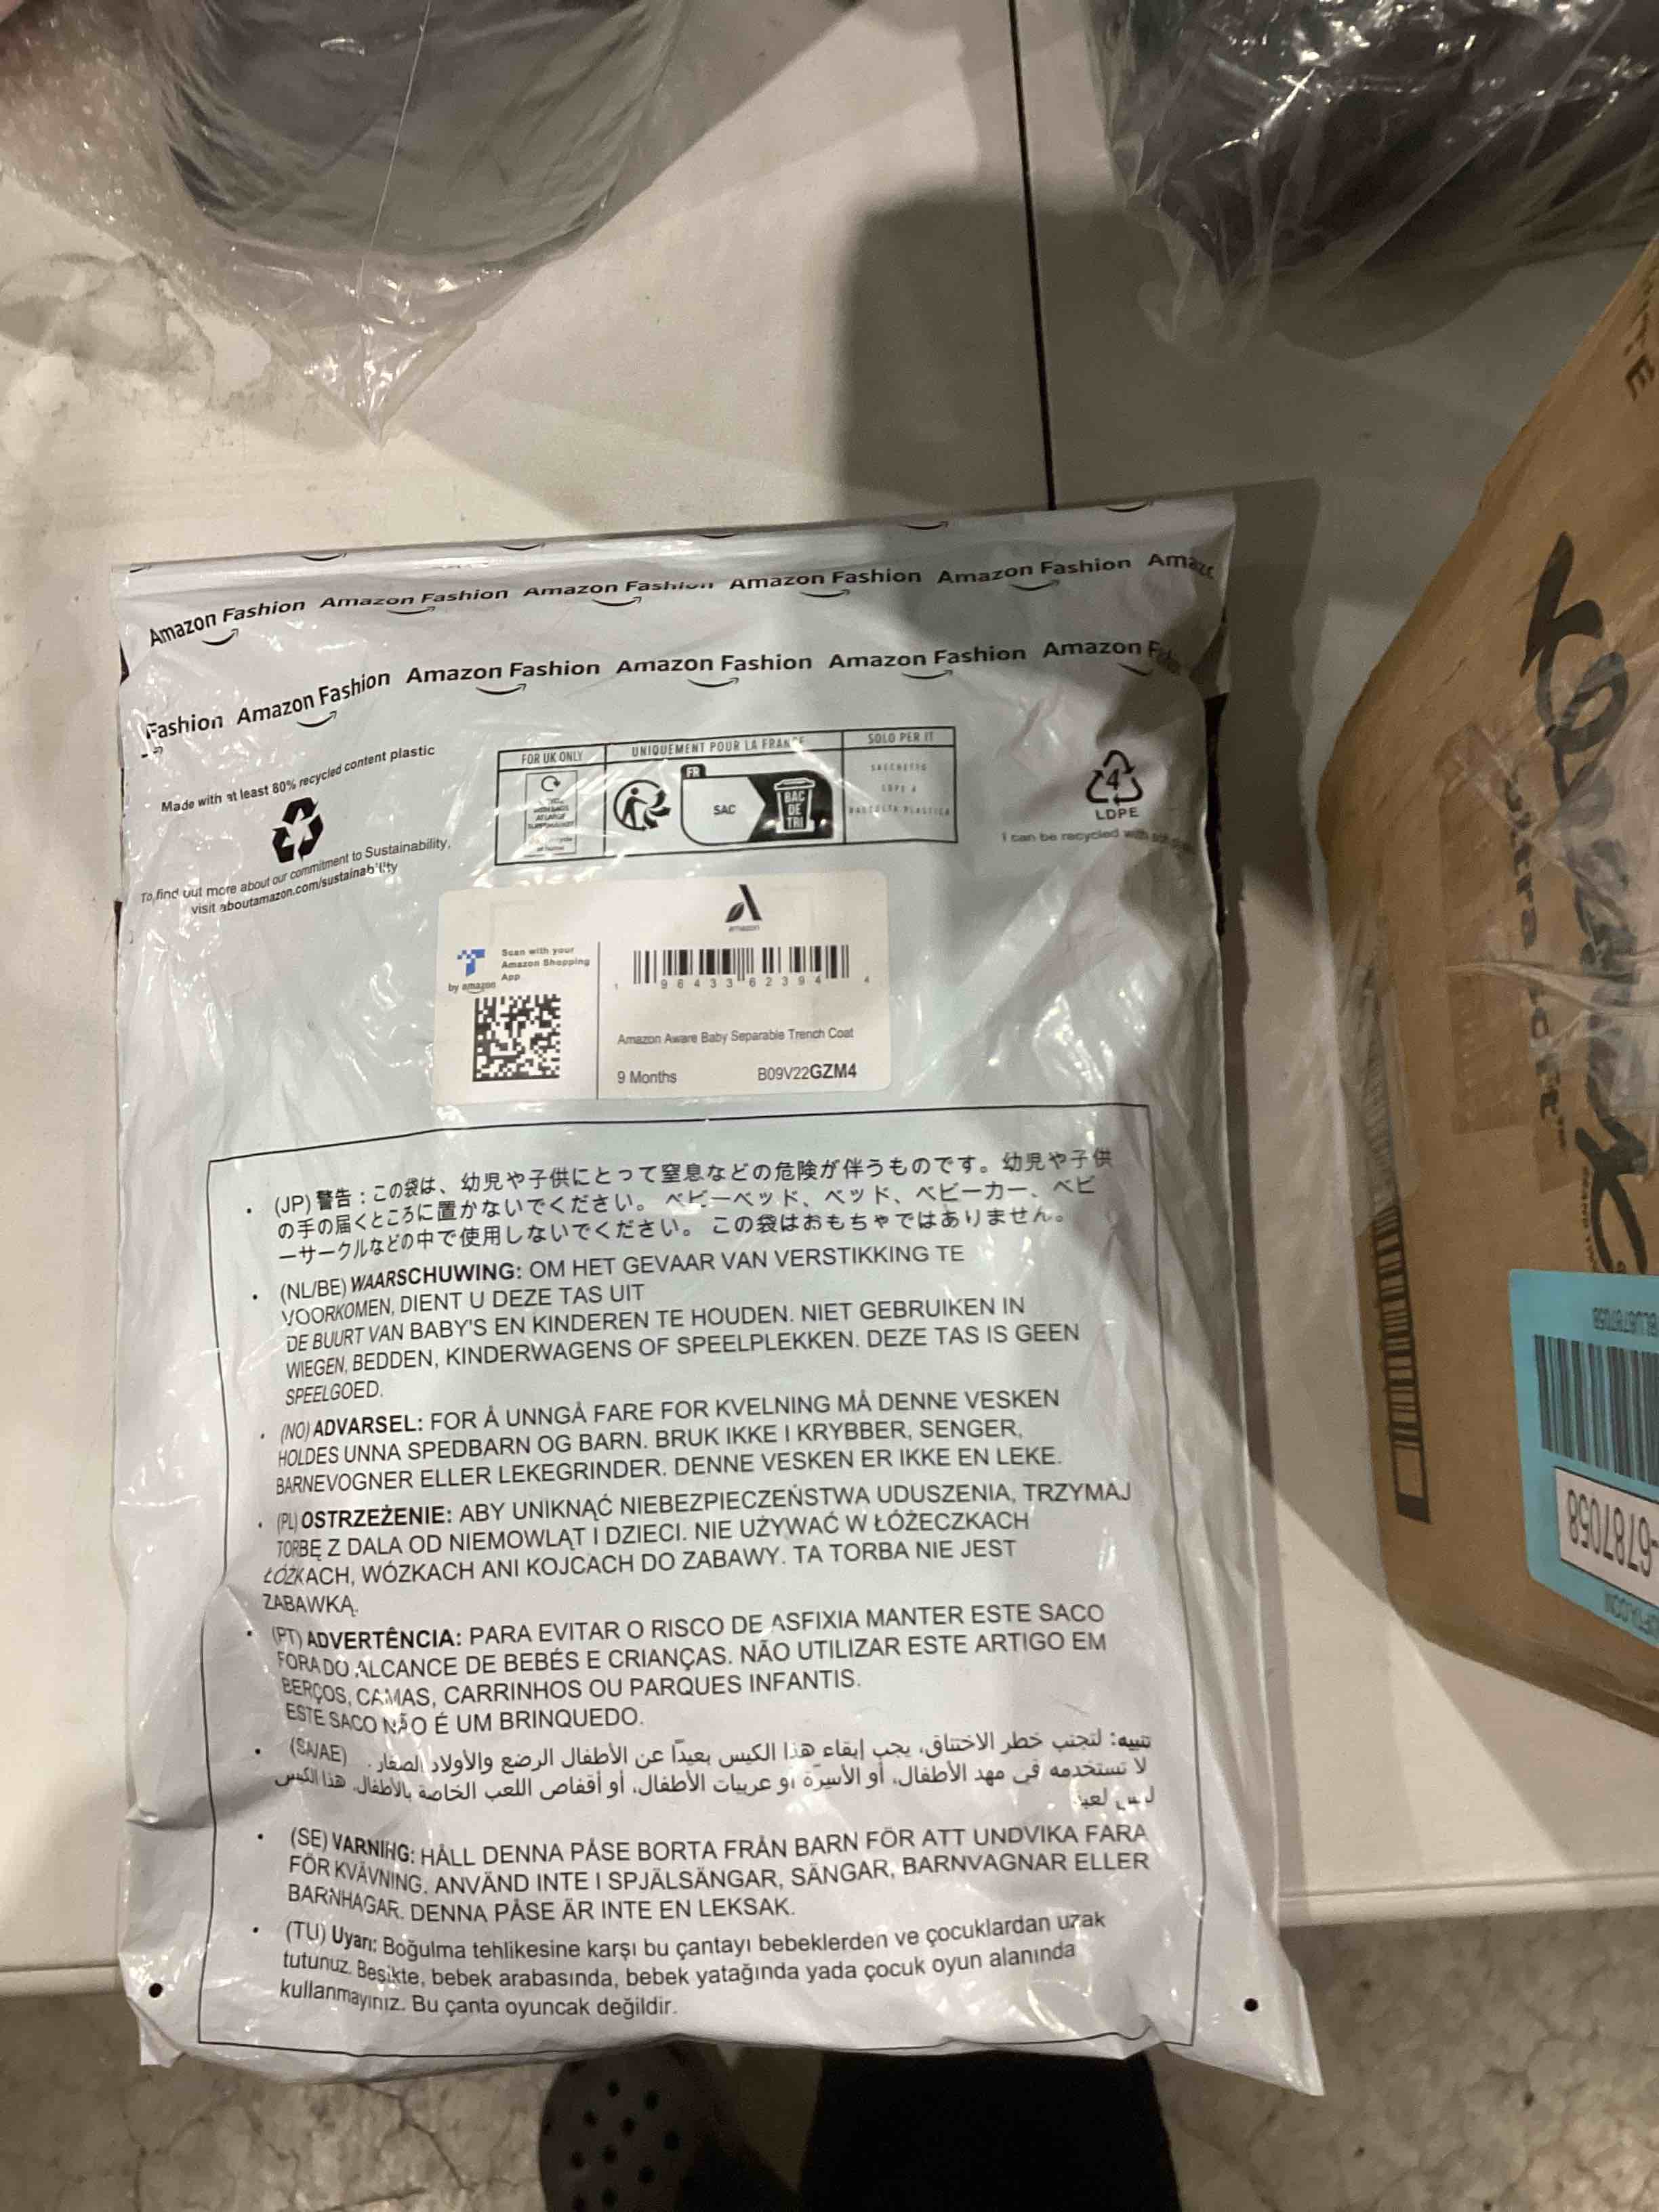 Amazon Fashion Amazon Fashion Amazon Fashion Amazon Fashion Amazon Fashion Amazo
Fashion Amazon Fashion Amazon Fashion Amazon Fashion Amazon Fashion Amazon
Made with at least 80% recycled content plastic
To find out more about our commitment to Sustainability,
visit aboutamazon.com/sustainability
FOR UK ONLY
UNIQUEMENT POUR LA FRANCE
FR
SAC
BAC
DE
TRI
SOLO PER IT
SACCHETTO
LDPE 4
RACCOLTA PLASTICA
4
LDPE
I can be recycled with
amazon
Scan with your
Amazon Shopping
App
by amazon
1 96433 62394 4
Amazon Aware Baby Separable Trench Coat
9 Months B09V22GZM4
• (JP) 警告：この袋は、幼児や子供にとって窒息などの危険が伴うものです。幼児や子供
の手の届くところに置かないでください。 ベビーベッド、ベッド、ベビーカー、ベビ
ーサークルなどの中で使用しないでください。 この袋はおもちゃではありません。
• (NL/BE) WAARSCHUWING: OM HET GEVAAR VAN VERSTIKKING TE
VOORKOMEN, DIENT U DEZE TAS UIT
DE BUURT VAN BABY'S EN KINDEREN TE HOUDEN. NIET GEBRUIKEN IN
WIEGEN, BEDDEN, KINDERWAGENS OF SPEELPLEKKEN. DEZE TAS IS GEEN
SPEELGOED.
• (NO) ADVARSEL: FOR Å UNNGÅ FARE FOR KVELNING MÅ DENNE VESKEN
HOLDES UNNA SPEDBARN OG BARN. BRUK IKKE I KRYBBER, SENGER,
BARNEVOGNER ELLER LEKEGRINDER. DENNE VESKEN ER IKKE EN LEKE.
• (PL) OSTRZEŻENIE: ABY UNIKNĄĆ NIEBEZPIECZEŃSTWA UDUSZENIA, TRZYMAJ
TORBĘ Z DALA OD NIEMOWLĄT I DZIECI. NIE UŻYWAĆ W ŁÓŻECZKACH
ŁÓŻKACH, WÓZKACH ANI KOJCACH DO ZABAWY. TA TORBA NIE JEST
ZABAWKĄ.
• (PT) ADVERTÊNCIA: PARA EVITAR O RISCO DE ASFIXIA MANTER ESTE SACO
FORA DO ALCANCE DE BEBÉS E CRIANÇAS. NÃO UTILIZAR ESTE ARTIGO EM
BERÇOS, CAMAS, CARRINHOS OU PARQUES INFANTIS.
ESTE SACO NÃO É UM BRINQUEDO.
• (SA/AE) تنبيه: لتجنب خطر الاختناق، يجب إبقاء هذا الكيس بعيدًا عن الأطفال الرضع والأولاد الصغار.
لا تستخدمه في مهد الأطفال، أو الأسرّة أو عربيات الأطفال، أو أقفاص اللعب الخاصة بالأطفال. هذا الكيس
ليس لعبة
• (SE) VARNING: HÅLL DENNA PÅSE BORTA FRÅN BARN FÖR ATT UNDVIKA FARA
FÖR KVÄVNING. ANVÄND INTE I SPJÄLSÄNGAR, SÄNGAR, BARNVAGNAR ELLER
BARNHAGAR. DENNA PÅSE ÄR INTE EN LEKSAK.
• (TU) Uyarı: Boğulma tehlikesine karşı bu çantayı bebeklerden ve çocuklardan uzak
tutunuz. Beşikte, bebek arabasında, bebek yatağında yada çocuk oyun alanında
kullanmayınız. Bu çanta oyuncak değildir.
ultra soft
-6787058